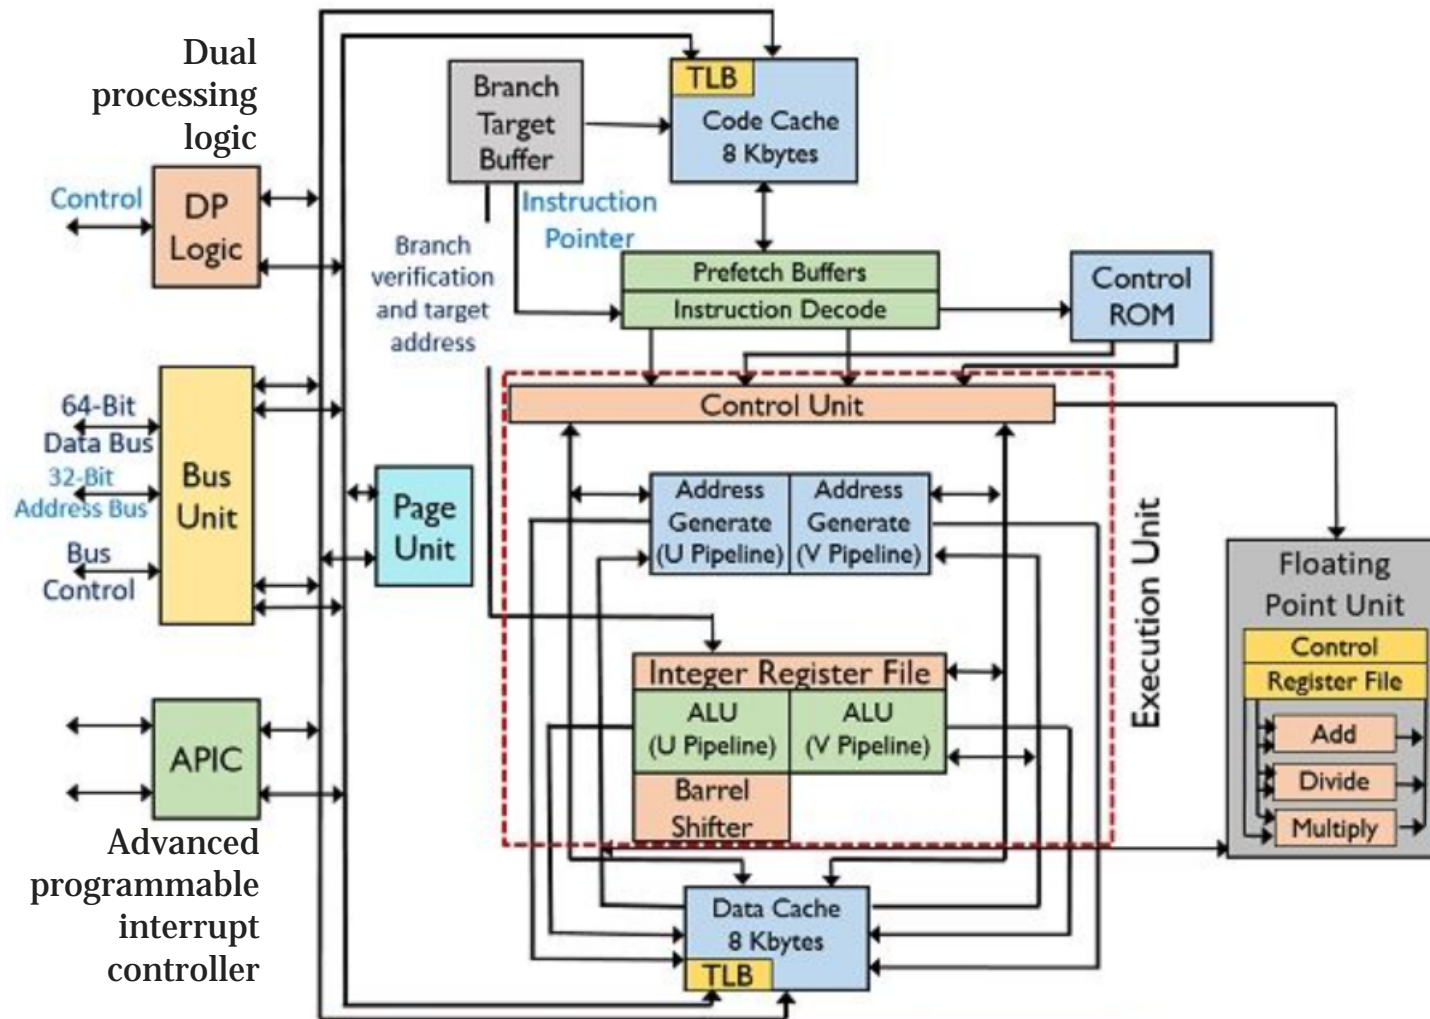 Dual
processing
logic
Control
DP
Logic
Branch
Target
Buffer
TLB
Code Cache
8 Kbytes
Instruction
Pointer
Branch
verification
and target
address
Prefetch Buffers
Instruction Decode
Control
ROM
Control Unit
64-Bit
Data Bus
32-Bit
Address Bus
Bus
Control
Bus
Unit
Page
Unit
Address
Generate
(U Pipeline)
Address
Generate
(V Pipeline)
Execution Unit
Integer Register File
ALU
(U Pipeline)
ALU
(V Pipeline)
Barrel
Shifter
Floating
Point Unit
Control
Register File
Add
Divide
Multiply
APIC
Advanced
programmable
interrupt
controller
Data Cache
8 Kbytes
TLB